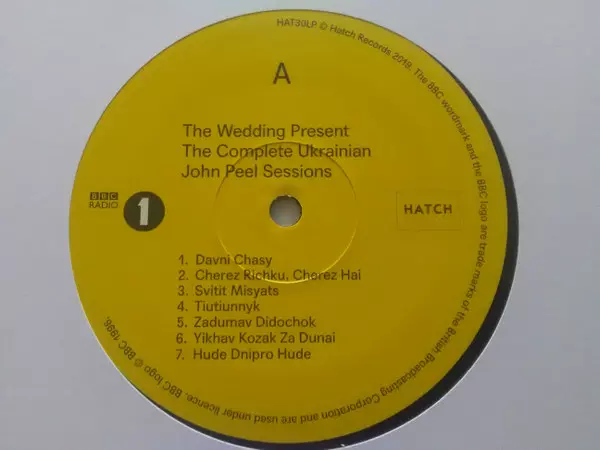 HAT30LP © Hatch Records 2019. The BBC wordmark and the BBC logo are trade marks of the British Broadcasting Corporation and are used under licence. BBC logo © BBC 1996.
A
The Wedding Present
The Complete Ukrainian
John Peel Sessions
BBC
RADIO
1
HATCH
1. Davni Chasy
2. Cherez Richku, Cherez Hai
3. Svitit Misyats
4. Tiutiunnyk
5. Zadumav Didochok
6. Yikhav Kozak Za Dunai
7. Hude Dnipro Hude